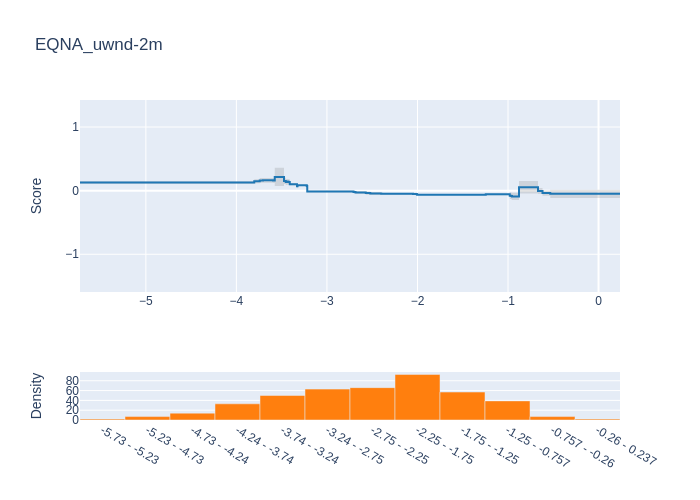 EQNA_uwnd-2m
Score
1
0
−1
−5
−4
−3
−2
−1
0
Density
80
60
40
20
0
-5.73 - -5.23
-5.23 - -4.73
-4.73 - -4.24
-4.24 - -3.74
-3.74 - -3.24
-3.24 - -2.75
-2.75 - -2.25
-2.25 - -1.75
-1.75 - -1.25
-1.25 - -0.757
-0.757 - -0.26
-0.26 - 0.237